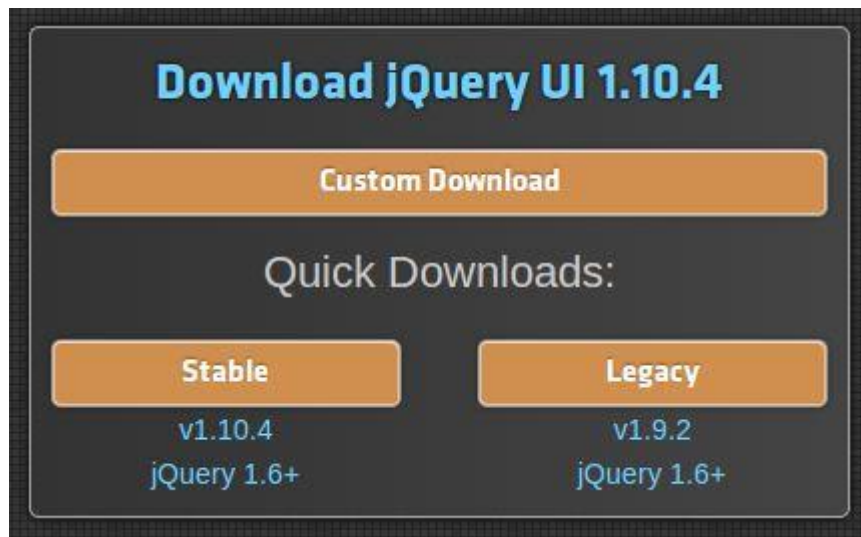 Download jQuery UI 1.10.4
Custom Download
Quick Downloads:
Stable
Legacy
v1.10.4
v1.9.2
jQuery 1.6+
jQuery 1.6+